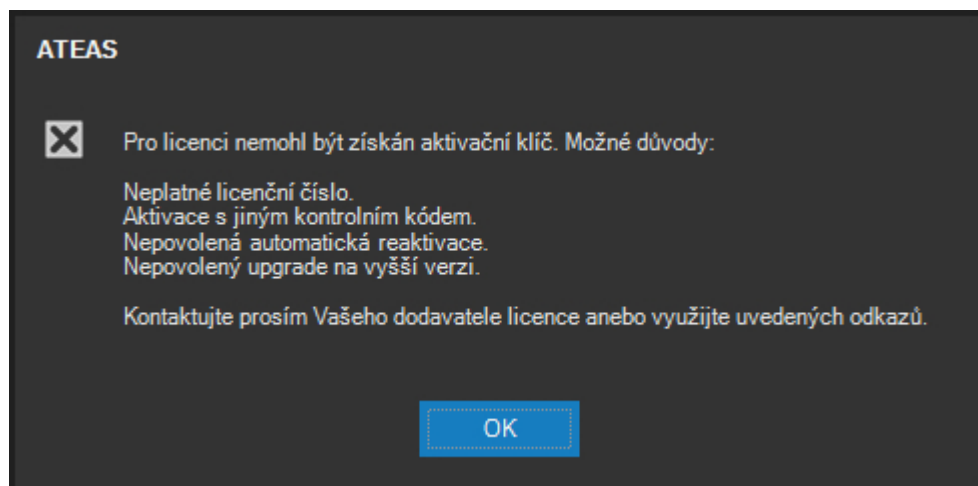 ATEAS
Pro licenci nemohl být získán aktivační klíč. Možné důvody:
Neplatné licenční číslo.
Aktivace s jiným kontrolním kódem.
Nepovolená automatická reaktivace.
Nepovolený upgrade na vyšší verzi.
Kontaktujte prosím Vašeho dodavatele licence anebo využijte uvedených odkazů.
OK